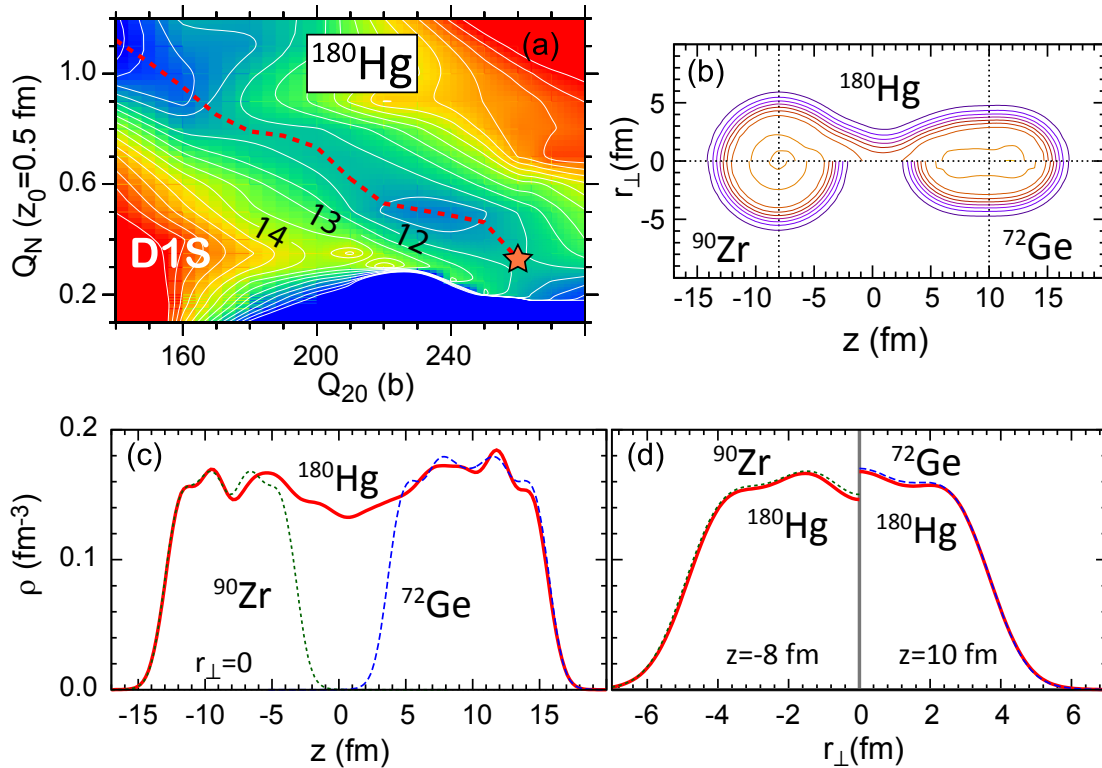 (a)
¹⁸⁰Hg
Q_N (z₀=0.5 fm)
1.0
0.6
0.2
14
13
12
D1S
160 200 240
Q₂₀ (b)
(b)
¹⁸⁰Hg
r⊥(fm)
5
0
-5
⁹⁰Zr
⁷²Ge
-15 -10 -5 0 5 10 15
z (fm)
(c)
¹⁸⁰Hg
ρ (fm⁻³)
0.2
0.1
0.0
⁹⁰Zr
⁷²Ge
r⊥=0
-15 -10 -5 0 5 10 15
z (fm)
(d)
⁹⁰Zr
⁷²Ge
¹⁸⁰Hg
¹⁸⁰Hg
z=-8 fm
z=10 fm
-6 -4 -2 0 2 4 6
r⊥(fm)